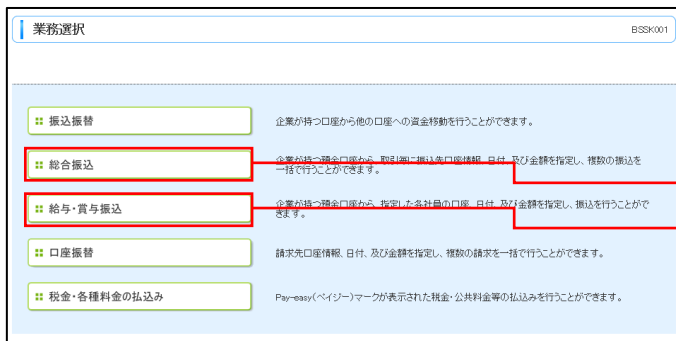 業務選択
BSSK001
振込振替
企業が持つ口座から他の口座への資金移動を行うことができます。
総合振込
企業が持つ預金口座から、取引毎に振込先口座情報、日付、及び金額を指定し、複数の振込を
一括で行うことができます。
給与・賞与振込
企業が持つ預金口座から、指定した各社員の口座、日付、及び金額を指定し、振込を行うことがで
きます。
口座振替
請求先口座情報、日付、及び金額を指定し、複数の請求を一括で行うことができます。
税金・各種料金の払込み
Pay-easy(ペイジー)マークが表示された税金・公共料金等の払込みを行うことができます。